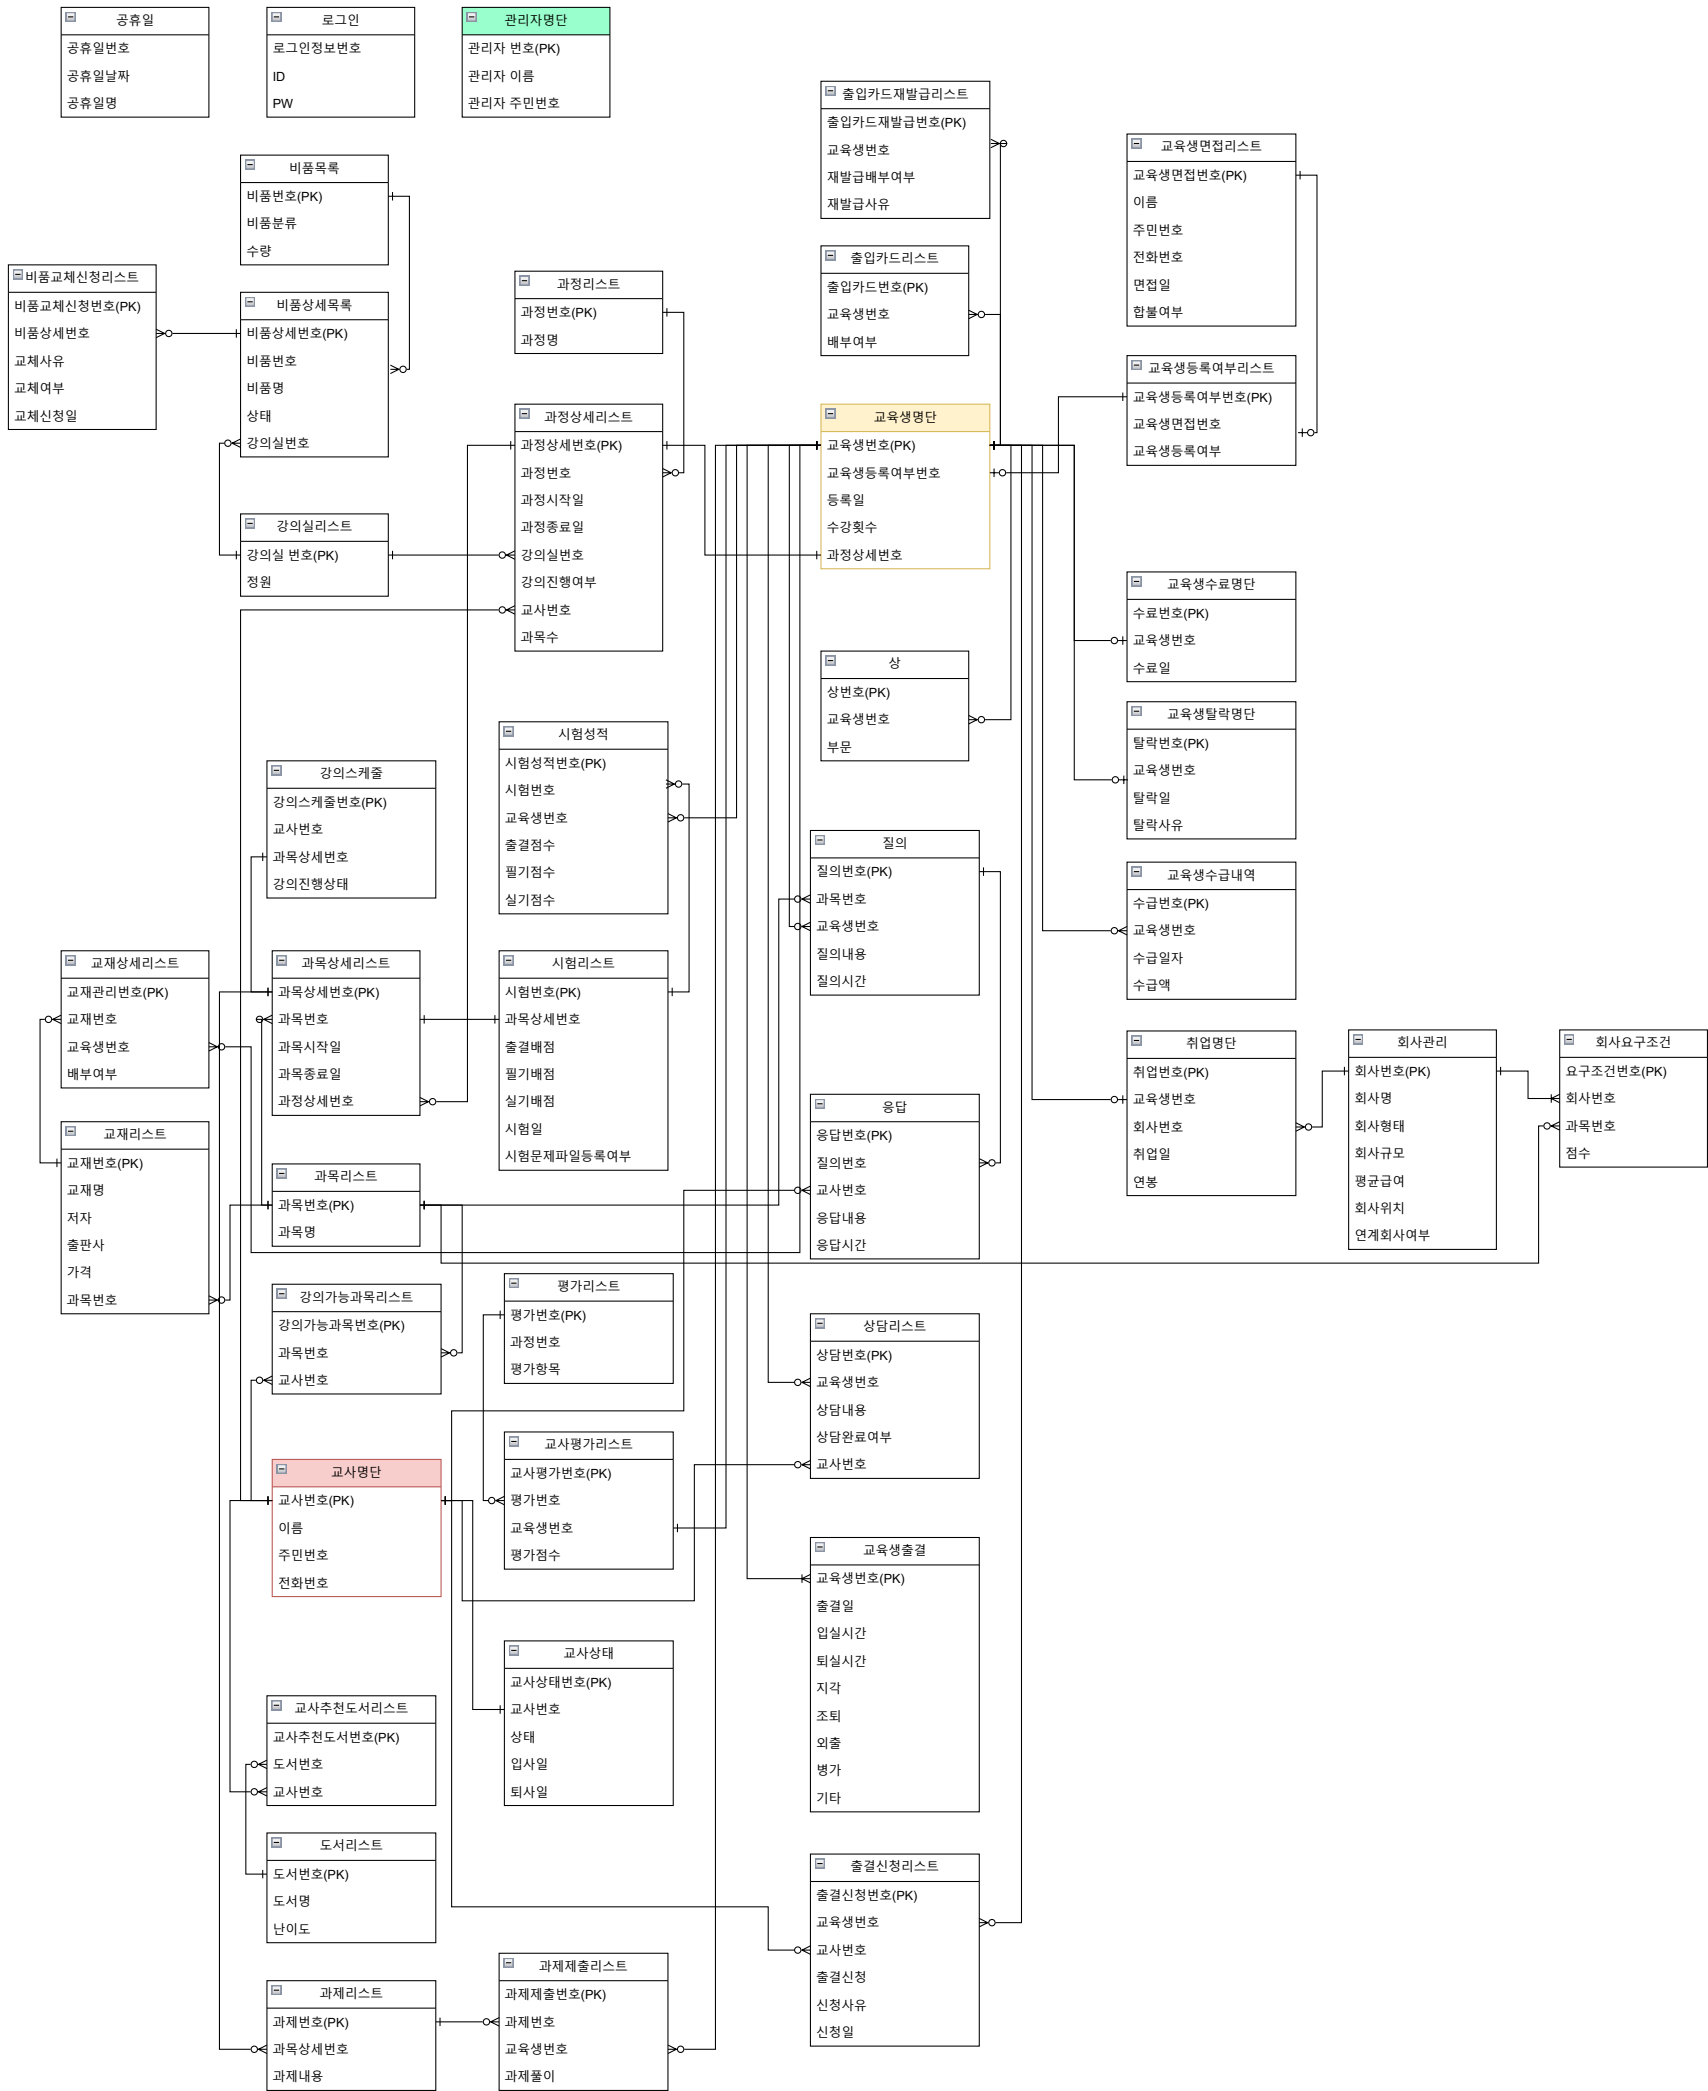 공휴일
공휴일번호
공휴일날짜
공휴일명
로그인
로그인정보번호
ID
PW
관리자명단
관리자 번호(PK)
관리자 이름
관리자 주민번호
출입카드재발급리스트
출입카드재발급번호(PK)
교육생번호
재발급배부여부
재발급사유
교육생면접리스트
교육생면접번호(PK)
이름
주민번호
전화번호
면접일
합불여부
비품목록
비품번호(PK)
비품분류
수량
출입카드리스트
출입카드번호(PK)
교육생번호
배부여부
비품교체신청리스트
비품교체신청번호(PK)
비품상세번호
교체사유
교체여부
교체신청일
비품상세목록
비품상세번호(PK)
비품번호
비품명
상태
강의실번호
과정리스트
과정번호(PK)
과정명
교육생등록여부리스트
교육생등록여부번호(PK)
교육생면접번호
교육생등록여부
과정상세리스트
과정상세번호(PK)
과정번호
과정시작일
과정종료일
강의실번호
강의진행여부
교사번호
과목수
교육생명단
교육생번호(PK)
교육생등록여부번호
등록일
수강횟수
과정상세번호
강의실리스트
강의실 번호(PK)
정원
교육생수료명단
수료번호(PK)
교육생번호
수료일
상
상번호(PK)
교육생번호
부문
교육생탈락명단
탈락번호(PK)
교육생번호
탈락일
탈락사유
시험성적
시험성적번호(PK)
시험번호
교육생번호
출결점수
필기점수
실기점수
강의스케줄
강의스케줄번호(PK)
교사번호
과목상세번호
강의진행상태
질의
질의번호(PK)
과목번호
교육생번호
질의내용
질의시간
교육생수급내역
수급번호(PK)
교육생번호
수급일자
수급액
교재상세리스트
교재관리번호(PK)
교재번호
교육생번호
배부여부
과목상세리스트
과목상세번호(PK)
과목번호
과목시작일
과목종료일
과정상세번호
시험리스트
시험번호(PK)
과목상세번호
출결배점
필기배점
실기배점
시험일
시험문제파일등록여부
취업명단
취업번호(PK)
교육생번호
회사번호
취업일
연봉
회사관리
회사번호(PK)
회사명
회사형태
회사규모
평균급여
회사위치
연계회사여부
회사요구조건
요구조건번호(PK)
회사번호
과목번호
점수
응답
응답번호(PK)
질의번호
교사번호
응답내용
응답시간
교재리스트
교재번호(PK)
교재명
저자
출판사
가격
과목번호
과목리스트
과목번호(PK)
과목명
강의가능과목리스트
강의가능과목번호(PK)
과목번호
교사번호
평가리스트
평가번호(PK)
과정번호
평가항목
상담리스트
상담번호(PK)
교육생번호
상담내용
상담완료여부
교사번호
교사평가리스트
교사평가번호(PK)
평가번호
교육생번호
평가점수
교사명단
교사번호(PK)
이름
주민번호
전화번호
교육생출결
교육생번호(PK)
출결일
입실시간
퇴실시간
지각
조퇴
외출
병가
기타
교사상태
교사상태번호(PK)
교사번호
상태
입사일
퇴사일
교사추천도서리스트
교사추천도서번호(PK)
도서번호
교사번호
도서리스트
도서번호(PK)
도서명
난이도
출결신청리스트
출결신청번호(PK)
교육생번호
교사번호
출결신청
신청사유
신청일
과제제출리스트
과제제출번호(PK)
과제번호
교육생번호
과제풀이
과제리스트
과제번호(PK)
과목상세번호
과제내용